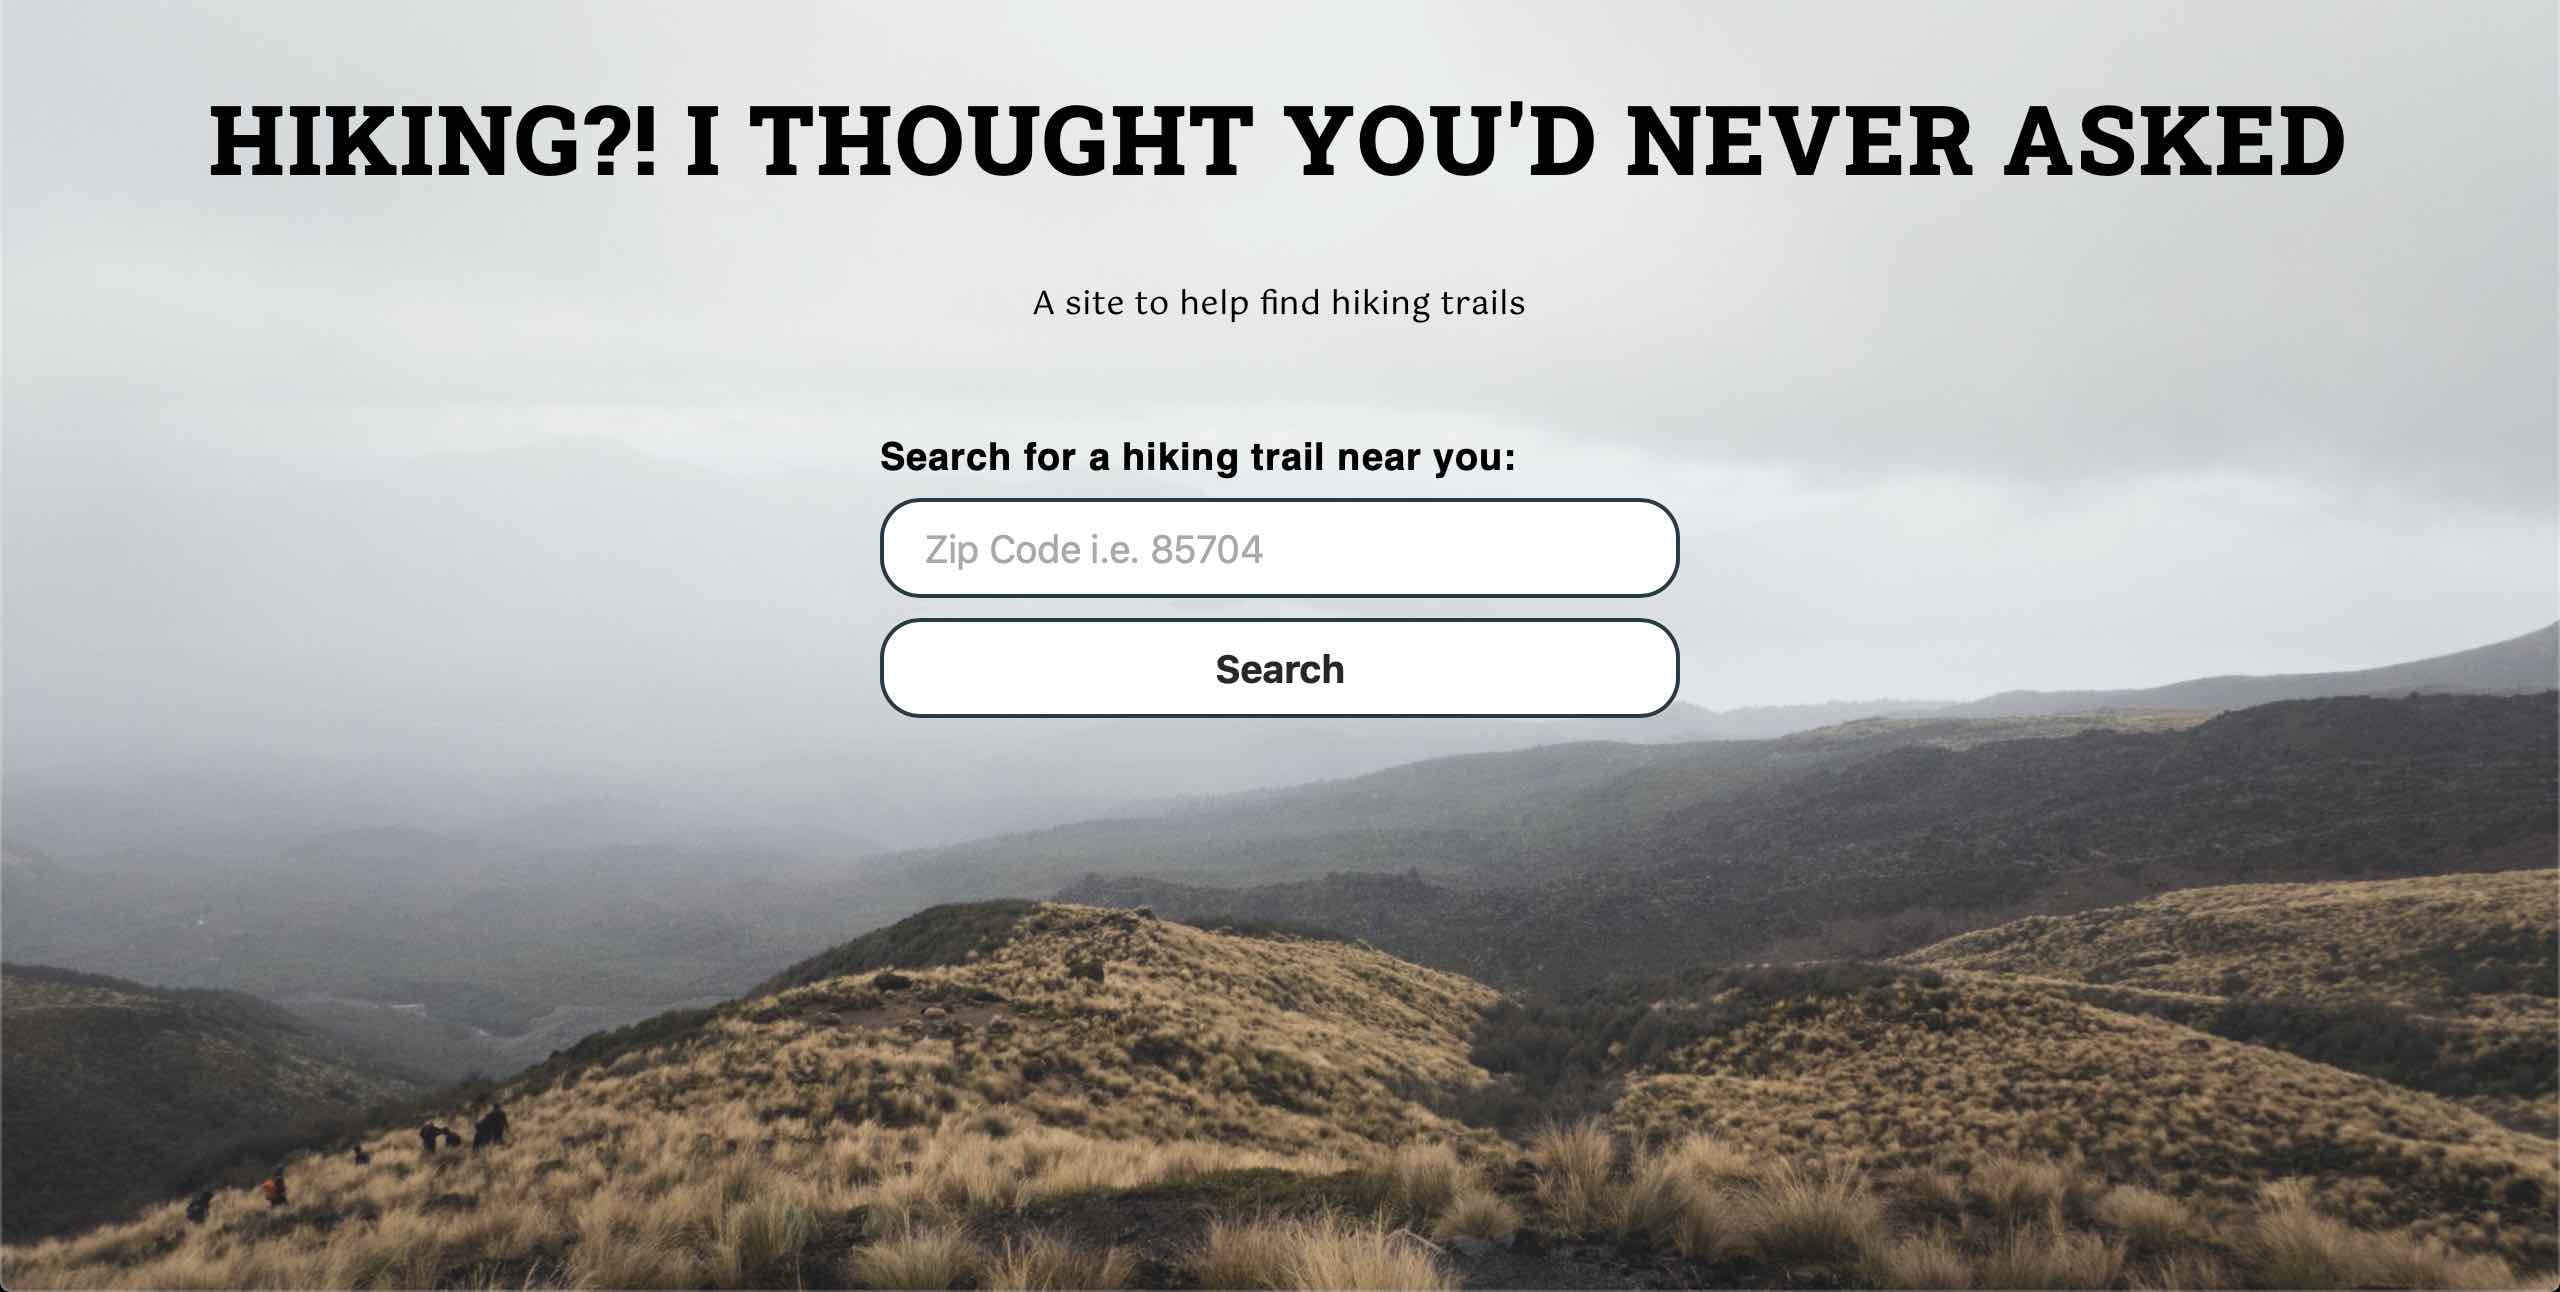 HIKING?! I THOUGHT YOU'D NEVER ASKED
A site to help find hiking trails
Search for a hiking trail near you:
Zip Code i.e. 85704
Search